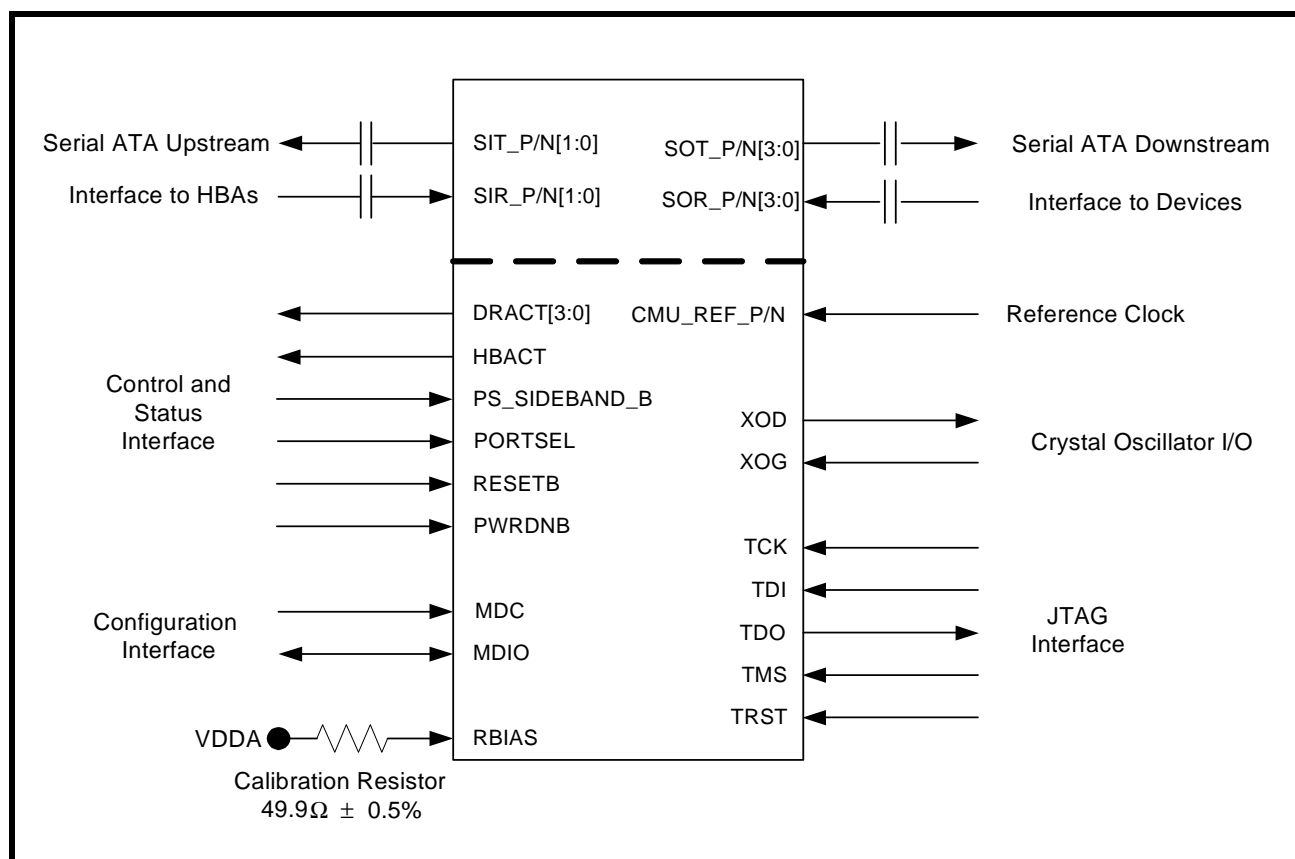 Serial ATA Upstream
Interface to HBAs
SIT_P/N[1:0]
SIR_P/N[1:0]
SOT_P/N[3:0]
SOR_P/N[3:0]
Serial ATA Downstream
Interface to Devices
Control and
Status
Interface
DRACT[3:0]
HBACT
PS_SIDEBAND_B
PORTSEL
RESETB
PWRDNB
CMU_REF_P/N
Reference Clock
XOD
XOG
Crystal Oscillator I/O
Configuration
Interface
MDC
MDIO
TCK
TDI
TDO
TMS
TRST
JTAG
Interface
VDDA
RBIAS
Calibration Resistor
49.9Ω ± 0.5%